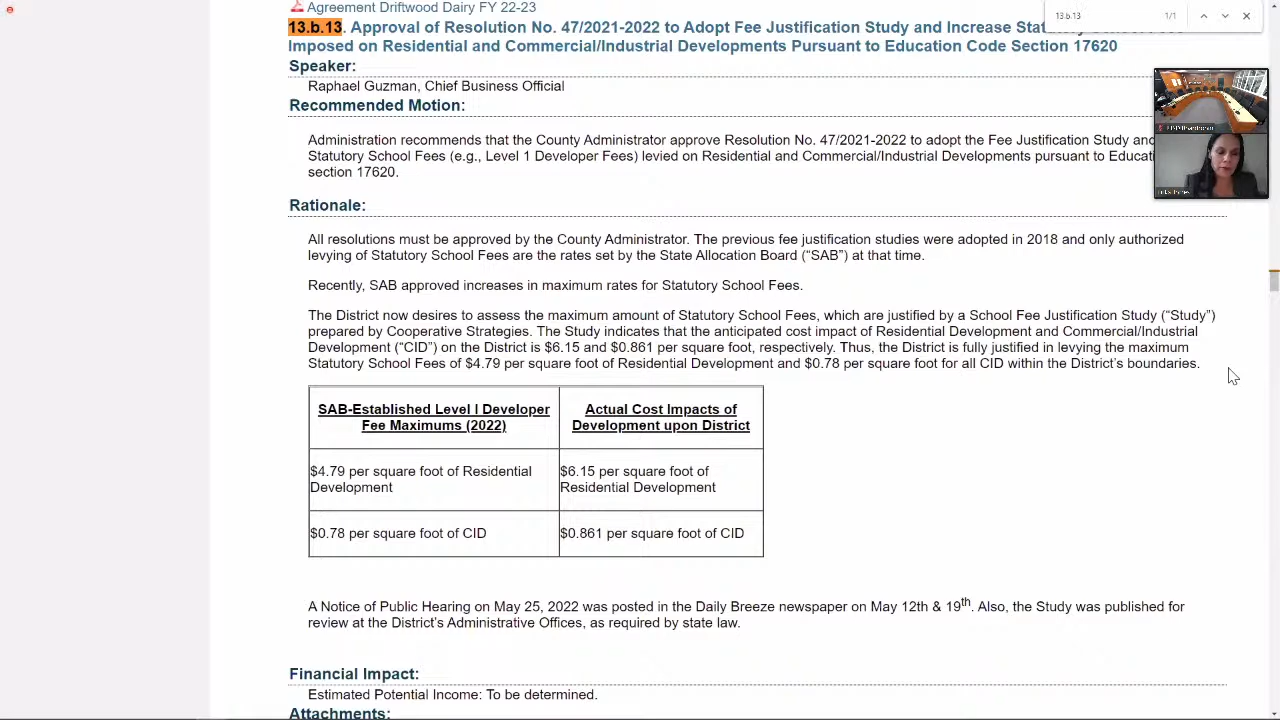 Agreement Driftwood Dairy FY 22-23
13.b.13. Approval of Resolution No. 47/2021-2022 to Adopt Fee Justification Study and Increase
Imposed on Residential and Commercial/Industrial Developments Pursuant to Education Code Section 17620
13.b.13
1/1
Speaker:
Raphael Guzman, Chief Business Official
Recommended Motion:
Administration recommends that the County Administrator approve Resolution No. 47/2021-2022 to adopt the Fee Justification Study and
Statutory School Fees (e.g., Level 1 Developer Fees) levied on Residential and Commercial/Industrial Developments pursuant to
section 17620.
Rationale:
All resolutions must be approved by the County Administrator. The previous fee justification studies were adopted in 2018 and only authorized
levying of Statutory School Fees are the rates set by the State Allocation Board (“SAB”) at that time.
Recently, SAB approved increases in maximum rates for Statutory School Fees.
The District now desires to assess the maximum amount of Statutory School Fees, which are justified by a School Fee Justification Study (“Study”)
prepared by Cooperative Strategies. The Study indicates that the anticipated cost impact of Residential Development and Commercial/Industrial
Development (“CID”) on the District is $6.15 and $0.861 per square foot, respectively. Thus, the District is fully justified in levying the maximum
Statutory School Fees of $4.79 per square foot of Residential Development and $0.78 per square foot for all CID within the District’s boundaries.
SAB-Established Level I Developer
Fee Maximums (2022)
Actual Cost Impacts of
Development upon District
$4.79 per square foot of Residential
Development
$6.15 per square foot of
Residential Development
$0.78 per square foot of CID
$0.861 per square foot of CID
A Notice of Public Hearing on May 25, 2022 was posted in the Daily Breeze newspaper on May 12th & 19th. Also, the Study was published for
review at the District’s Administrative Offices, as required by state law.
Financial Impact:
Estimated Potential Income: To be determined.
Attachments: